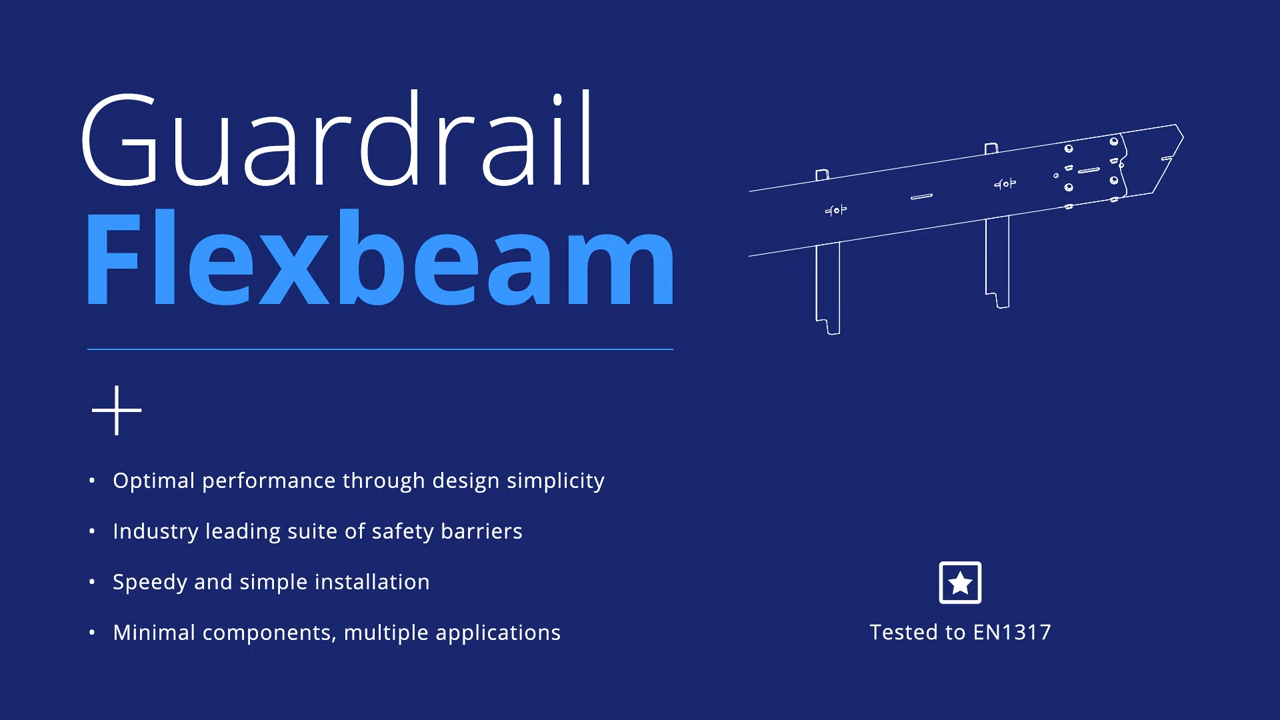 Guardrail
Flexbeam
• Optimal performance through design simplicity
• Industry leading suite of safety barriers
• Speedy and simple installation
• Minimal components, multiple applications
Tested to EN1317